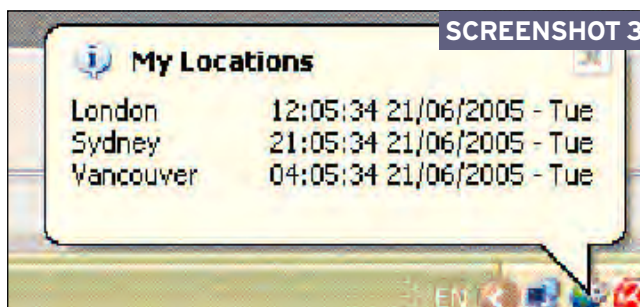 SCREENSHOT 3
My Locations
London 12:05:34 21/06/2005 - Tue
Sydney 21:05:34 21/06/2005 - Tue
Vancouver 04:05:34 21/06/2005 - Tue
EN